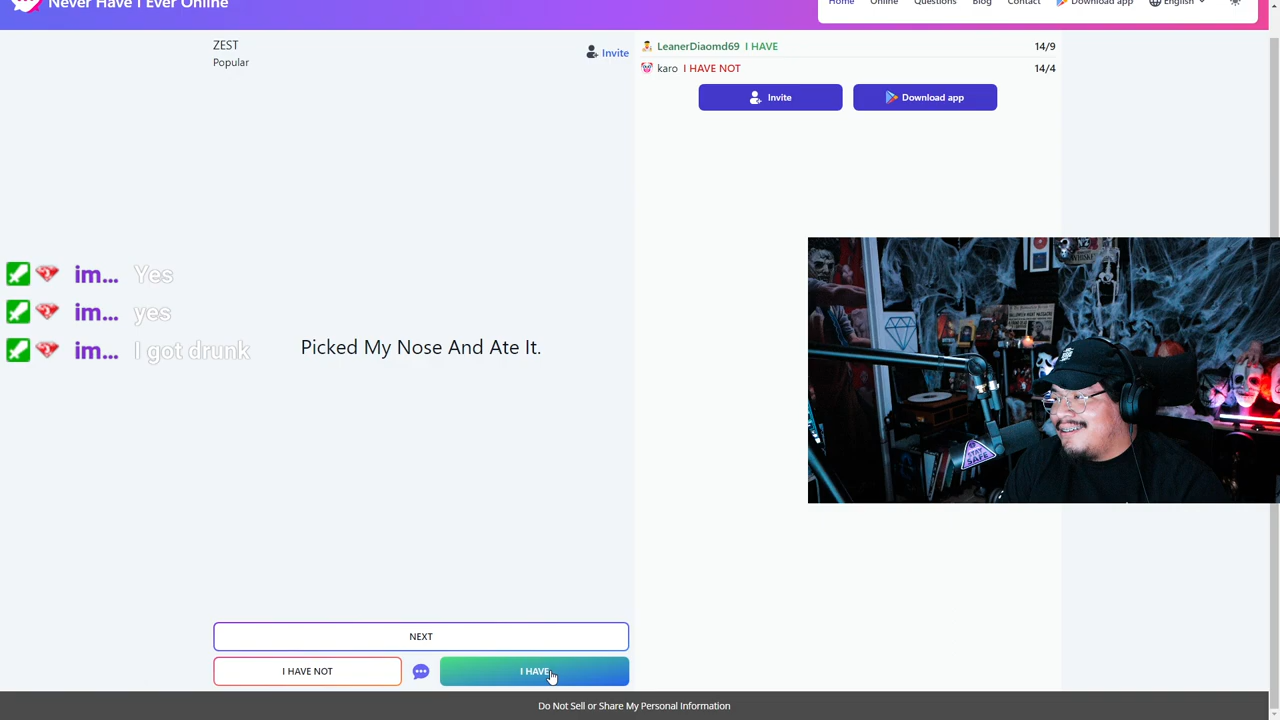 Never Have I Ever Online
Home Online Questions Blog Contact Download app English
ZEST
Popular
Invite
LeanerDiaomd69 I HAVE 14/9
karo I HAVE NOT 14/4
Invite Download app
im... Yes
im... yes
im... I got drunk
Picked My Nose And Ate It.
STAY
SAFE
NEXT
I HAVE NOT I HAVE
Do Not Sell or Share My Personal Information